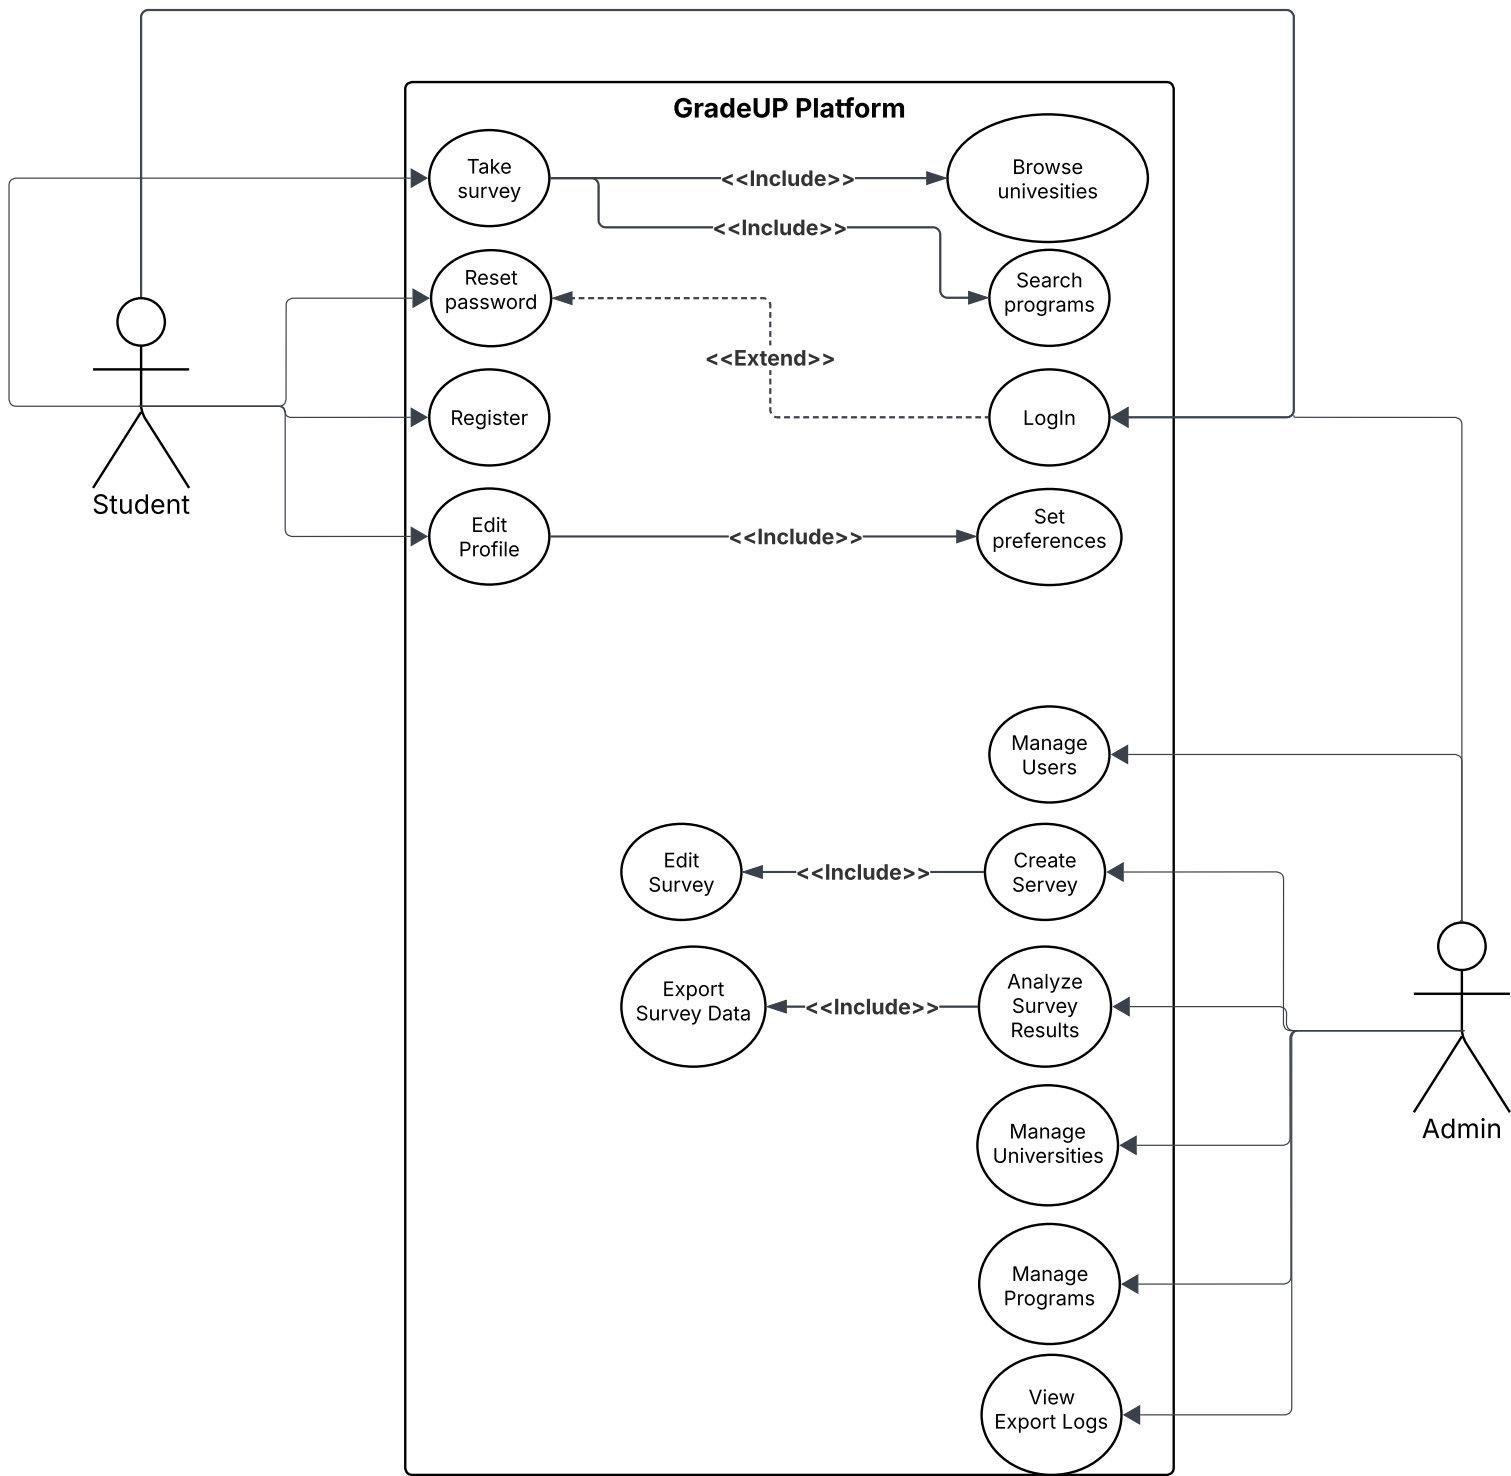 GradeUP Platform
Take
survey
<<Include>>
Browse
univesities
<<Include>>
Reset
password
Search
programs
<<Extend>>
Register
LogIn
Student
Edit
Profile
<<Include>>
Set
preferences
Manage
Users
Edit
Survey
<<Include>>
Create
Servey
Export
Survey Data
<<Include>>
Analyze
Survey
Results
Admin
Manage
Universities
Manage
Programs
View
Export Logs